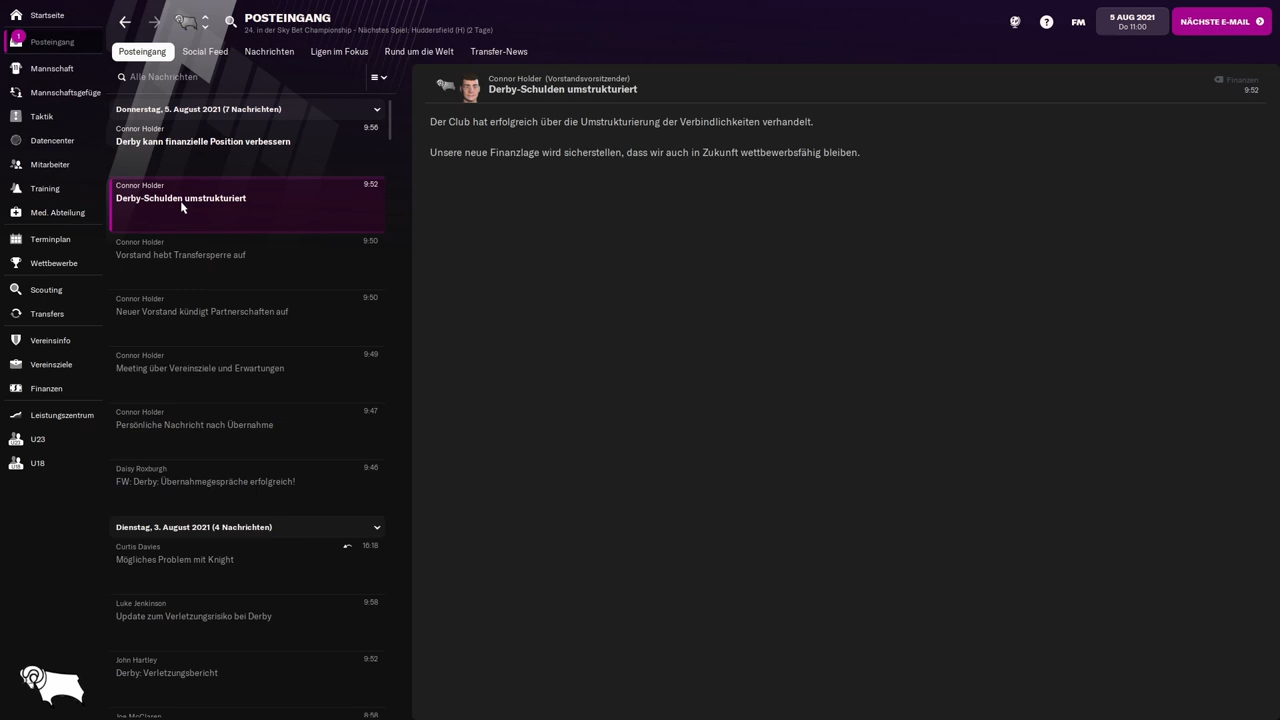 Startseite
1
Posteingang
Mannschaft
Mannschaftsgefüge
Taktik
Datencenter
Mitarbeiter
Training
Med. Abteilung
Terminplan
Wettbewerbe
Scouting
Transfers
Vereinsinfo
Vereinsziele
Finanzen
Leistungszentrum
U23
U18
POSTEINGANG
24. in der Sky Bet Championship - Nächstes Spiel; Huddersfield (H) (2 Tage)
?
FM
5 AUG 2021
Do 11:00
NÄCHSTE E-MAIL
Posteingang Social Feed Nachrichten Ligen im Fokus Rund um die Welt Transfer-News
Alle Nachrichten
Donnerstag, 5. August 2021 (7 Nachrichten)
Connor Holder 9:56
Derby kann finanzielle Position verbessern
Connor Holder 9:52
Derby-Schulden umstrukturiert
Connor Holder 9:50
Vorstand hebt Transfersperre auf
Connor Holder 9:50
Neuer Vorstand kündigt Partnerschaften auf
Connor Holder 9:49
Meeting über Vereinsziele und Erwartungen
Connor Holder 9:47
Persönliche Nachricht nach Übernahme
Daisy Roxburgh 9:46
FW: Derby: Übernahmegespräche erfolgreich!
Dienstag, 3. August 2021 (4 Nachrichten)
Curtis Davies 16:18
Mögliches Problem mit Knight
Luke Jenkinson 9:58
Update zum Verletzungsrisiko bei Derby
John Hartley 9:52
Derby: Verletzungsbericht
Joe McClaren 8:58
Connor Holder (Vorstandsvorsitzender) Finanzen
Derby-Schulden umstrukturiert 9:52
Der Club hat erfolgreich über die Umstrukturierung der Verbindlichkeiten verhandelt.
Unsere neue Finanzlage wird sicherstellen, dass wir auch in Zukunft wettbewerbsfähig bleiben.